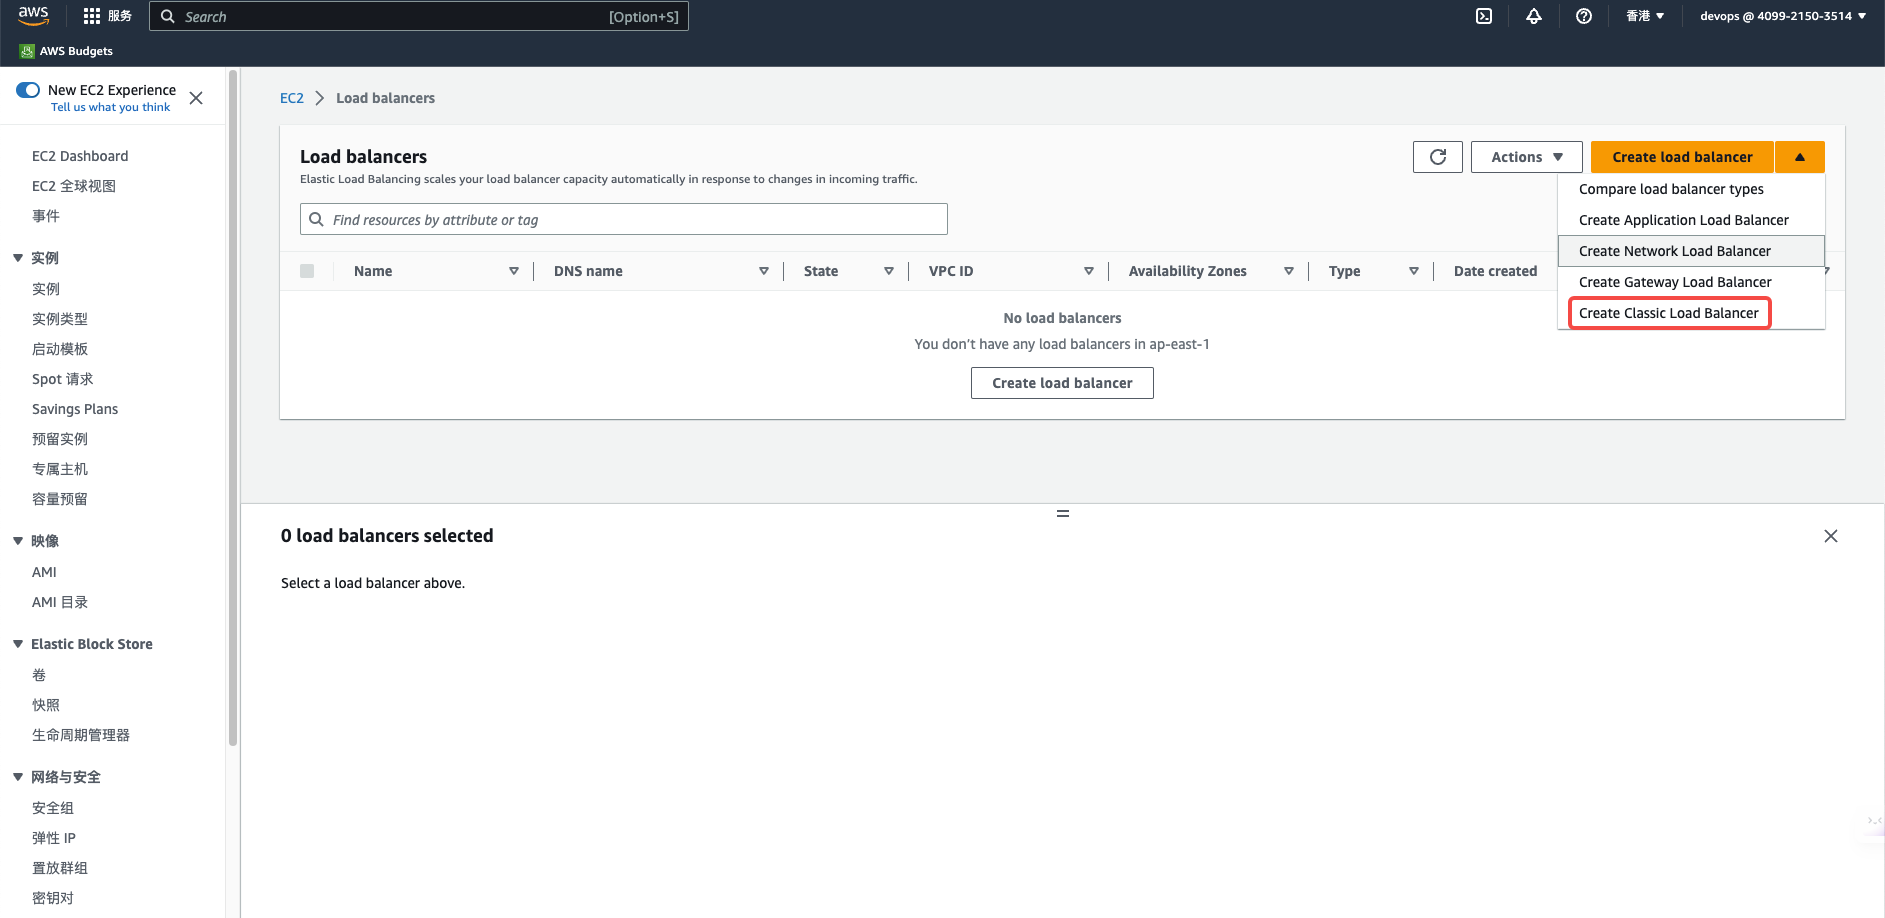 aws
服务
Search
[Option+S]
香港
devops @ 4099-2150-3514
AWS Budgets
New EC2 Experience
Tell us what you think
EC2 Dashboard
EC2 全球视图
事件
实例
实例
实例类型
启动模板
Spot 请求
Savings Plans
预留实例
专属主机
容量预留
映像
AMI
AMI 目录
Elastic Block Store
卷
快照
生命周期管理器
网络与安全
安全组
弹性 IP
置放群组
密钥对
EC2
Load balancers
Load balancers
Elastic Load Balancing scales your load balancer capacity automatically in response to changes in incoming traffic.
Actions
Create load balancer
Compare load balancer types
Create Application Load Balancer
Create Network Load Balancer
Create Gateway Load Balancer
Create Classic Load Balancer
Find resources by attribute or tag
Name
DNS name
State
VPC ID
Availability Zones
Type
Date created
No load balancers
You don't have any load balancers in ap-east-1
Create load balancer
0 load balancers selected
Select a load balancer above.